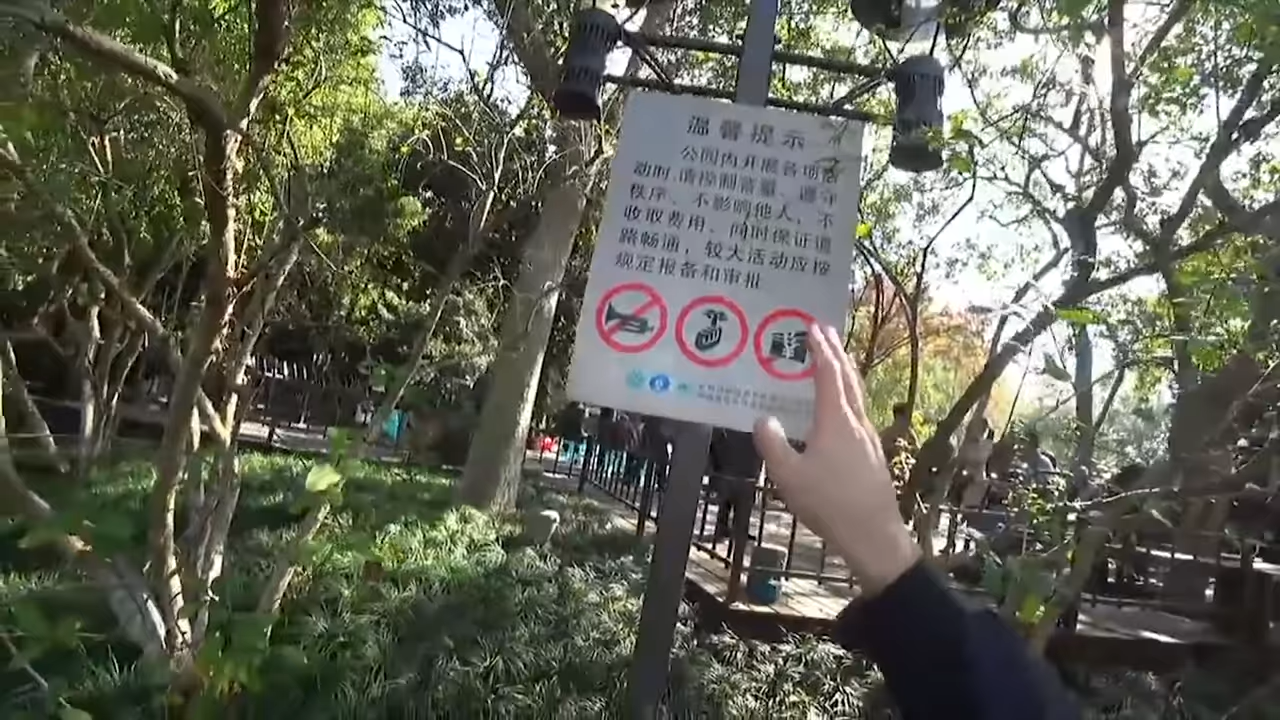 温馨提示
公园内开展各项活
动时,请控制音量、遵守
秩序、不影响他人,不
收取费用、同时保证道
路畅通,较大活动应按
规定报备和审批